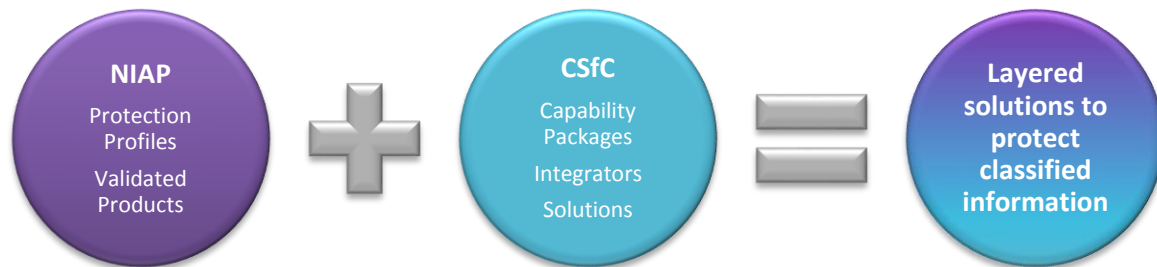 NIAP
Protection
Profiles
Validated
Products
CSfC
Capability
Packages
Integrators
Solutions
Layered
solutions to
protect
classified
information